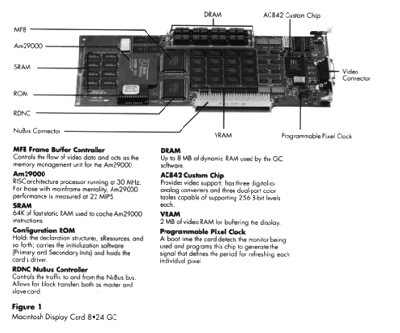 DRAM
AC842 Custom Chip
MFB
Am29000
SRAM
ROM
RDNC
NuBus Connector
VRAM
Video
Connector
Programmable Pixel Clock
MFB Frame Buffer Controller
Controls the flow of video data and acts as the
memory management unit for the Am29000.
Am29000
RISC architecture processor running at 30 MHz.
For those with mainframe mentality, Am29000
performance is measured at 22 MIPS.
SRAM
64K of fast static RAM used to cache Am29000
instructions.
Configuration ROM
Holds the declaration structures, sResources, and
so forth; carries the initialization software
(Primary and Secondary Inits) and holds the
card's driver.
RDNC NuBus Controller
Controls the traffic to and from the NuBus bus.
Allows for block transfers both as master and
slave card.
DRAM
Up to 8 MB of dynamic RAM used by the GC
software.
AC842 Custom Chip
Provides video support; has three digital-to-
analog converters and three dual-port color
tables capable of supporting 256 8-bit levels
each.
VRAM
2 MB of video RAM for buffering the display.
Programmable Pixel Clock
At boot time the card detects the monitor being
used and programs this chip to generate the
signal that defines the period for refreshing each
individual pixel.
Figure 1
Macintosh Display Card 8•24 GC